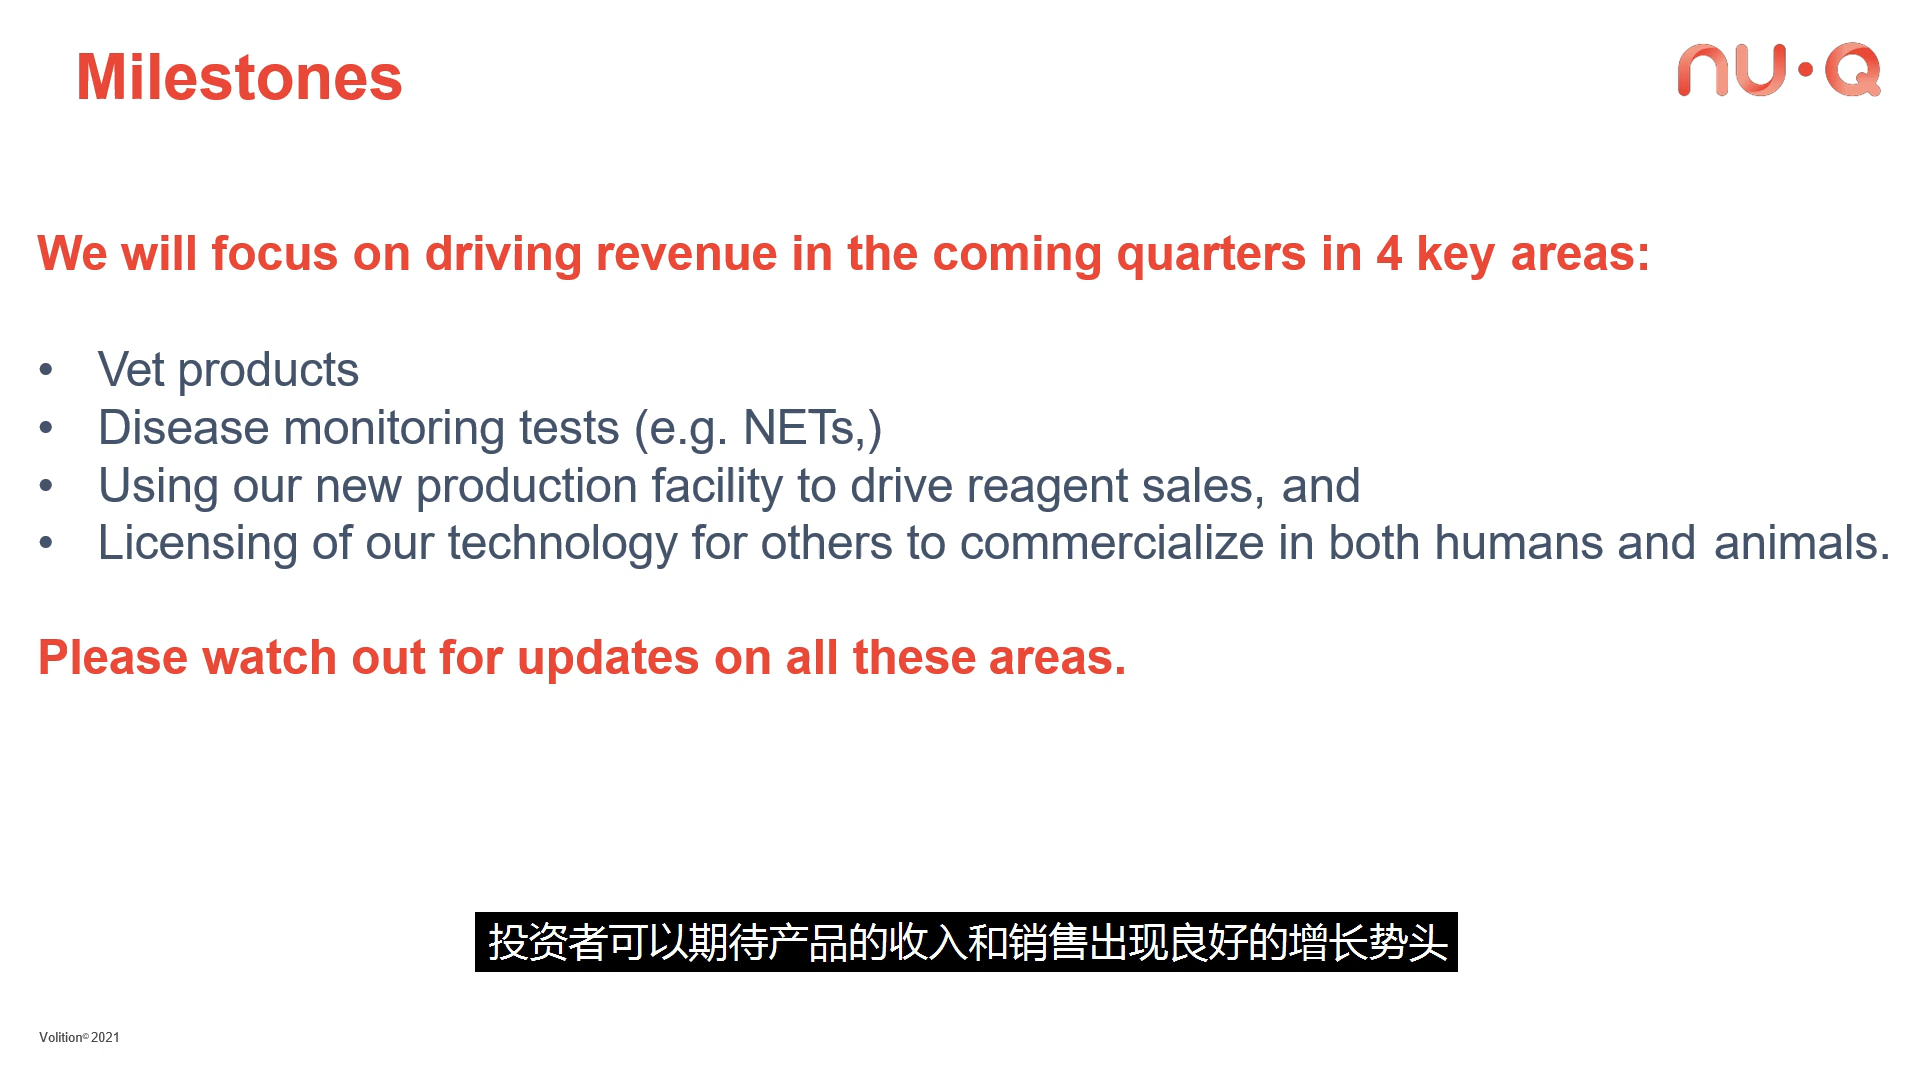 Milestones
nu·Q
We will focus on driving revenue in the coming quarters in 4 key areas:
• Vet products
• Disease monitoring tests (e.g. NETs,)
• Using our new production facility to drive reagent sales, and
• Licensing of our technology for others to commercialize in both humans and animals.
Please watch out for updates on all these areas.
投资者可以期待产品的收入和销售出现良好的增长势头
Volition© 2021